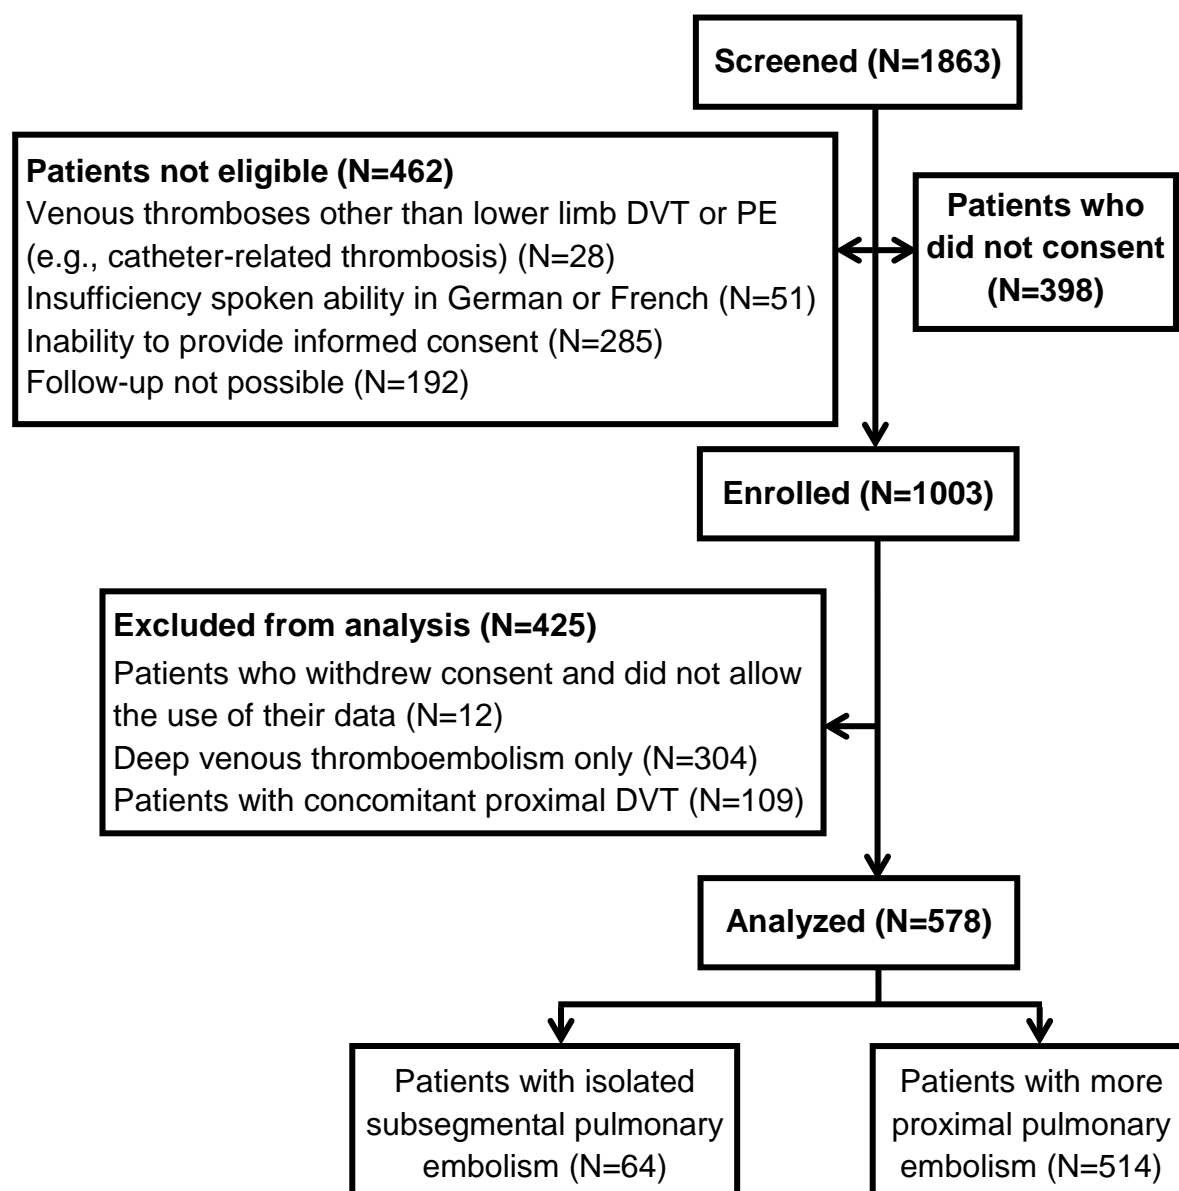 Screened (N=1863)
Patients not eligible (N=462)
Venous thromboses other than lower limb DVT or PE
(e.g., catheter-related thrombosis) (N=28)
Insufficiency spoken ability in German or French (N=51)
Inability to provide informed consent (N=285)
Follow-up not possible (N=192)
Patients who
did not consent
(N=398)
Enrolled (N=1003)
Excluded from analysis (N=425)
Patients who withdrew consent and did not allow
the use of their data (N=12)
Deep venous thromboembolism only (N=304)
Patients with concomitant proximal DVT (N=109)
Analyzed (N=578)
Patients with isolated
subsegmental pulmonary
embolism (N=64)
Patients with more
proximal pulmonary
embolism (N=514)